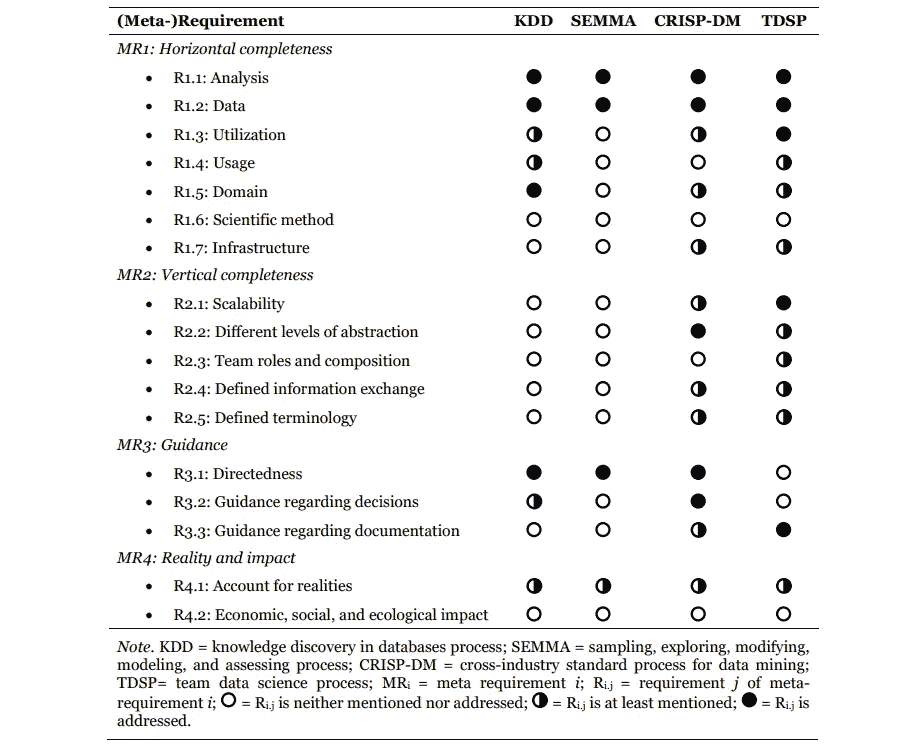 (Meta-)Requirement KDD SEMMA CRISP-DM TDSP
MR1: Horizontal completeness
• R1.1: Analysis ● ● ● ●
• R1.2: Data ● ● ● ●
• R1.3: Utilization ◐ ○ ◐ ●
• R1.4: Usage ◐ ○ ○ ◐
• R1.5: Domain ● ○ ◐ ◐
• R1.6: Scientific method ○ ○ ○ ○
• R1.7: Infrastructure ○ ○ ◐ ◐
MR2: Vertical completeness
• R2.1: Scalability ○ ○ ◐ ●
• R2.2: Different levels of abstraction ○ ○ ● ◐
• R2.3: Team roles and composition ○ ○ ○ ◐
• R2.4: Defined information exchange ○ ○ ◐ ◐
• R2.5: Defined terminology ○ ○ ◐ ◐
MR3: Guidance
• R3.1: Directedness ● ● ● ○
• R3.2: Guidance regarding decisions ◐ ○ ● ○
• R3.3: Guidance regarding documentation ○ ○ ◐ ●
MR4: Reality and impact
• R4.1: Account for realities ◐ ◐ ◐ ◐
• R4.2: Economic, social, and ecological impact ○ ○ ○ ○
Note. KDD = knowledge discovery in databases process; SEMMA = sampling, exploring, modifying,
modeling, and assessing process; CRISP-DM = cross-industry standard process for data mining;
TDSP= team data science process; MRi = meta requirement i; Ri.j = requirement j of meta-
requirement i; ○ = Ri.j is neither mentioned nor addressed; ◐ = Ri.j is at least mentioned; ● = Ri.j is
addressed.